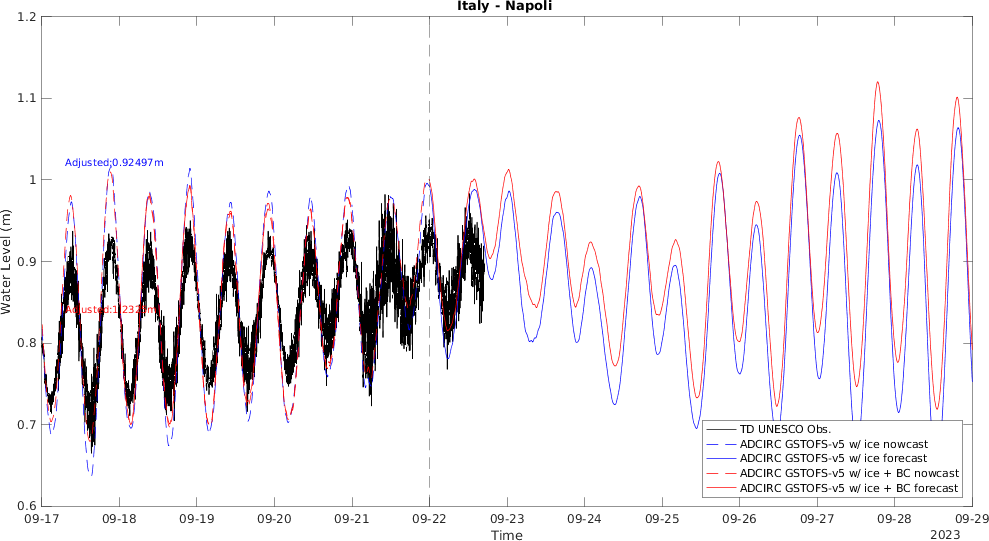 Italy - Napoli
Water Level (m)
1.2
1.1
1
0.9
0.8
0.7
0.6
Adjusted:0.92497m
TD UNESCO Obs.
ADCIRC GSTOFS-v5 w/ ice nowcast
ADCIRC GSTOFS-v5 w/ ice forecast
ADCIRC GSTOFS-v5 w/ ice + BC nowcast
ADCIRC GSTOFS-v5 w/ ice + BC forecast
09-17 09-18 09-19 09-20 09-21 09-22 09-23 09-24 09-25 09-26 09-27 09-28 09-29
Time
2023